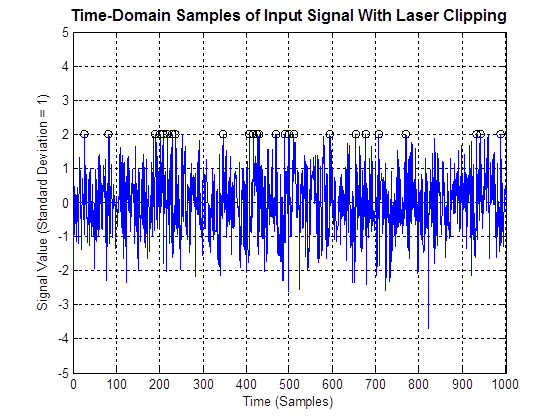 Time-Domain Samples of Input Signal With Laser Clipping
Signal Value (Standard Deviation = 1)
5
4
3
2
1
0
-1
-2
-3
-4
-5
0 100 200 300 400 500 600 700 800 900 1000
Time (Samples)